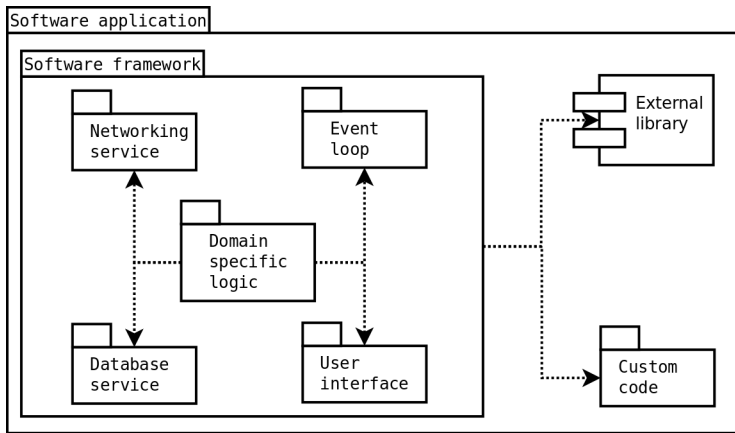 Software application
Software framework
Networking
service
Event
loop
External
library
Domain
specific
logic
Database
service
User
interface
Custom
code